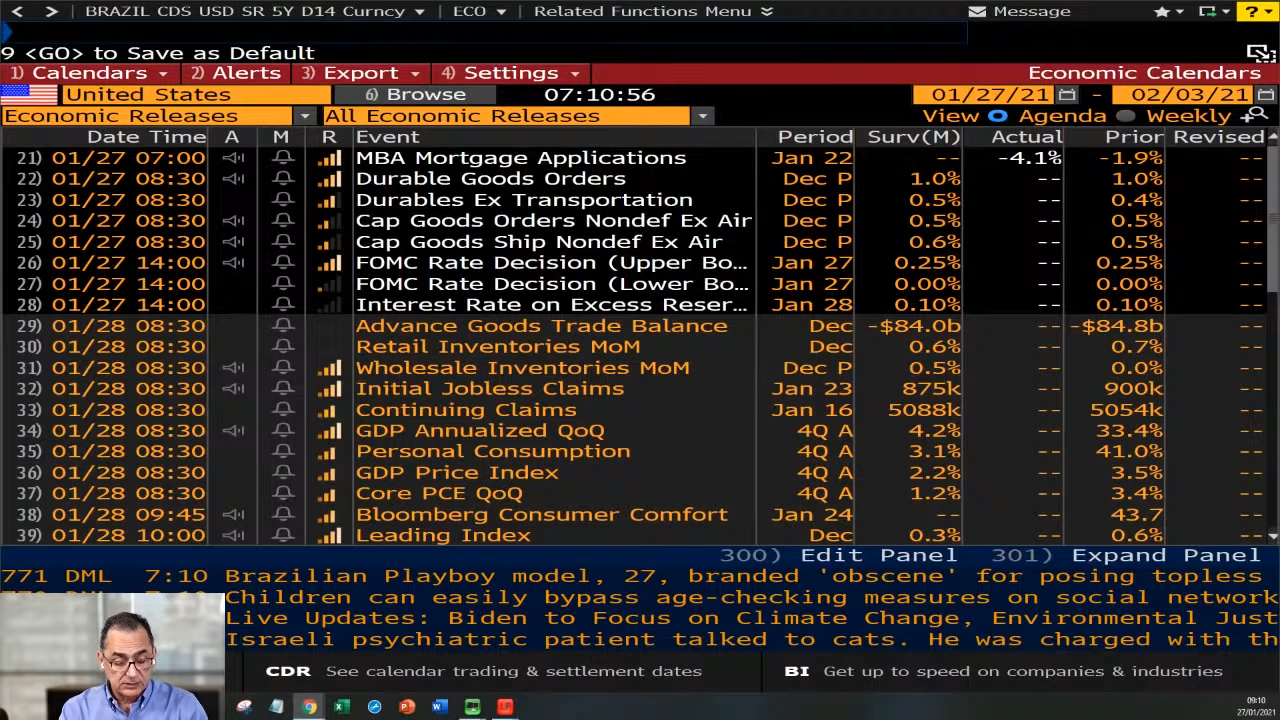 < > BRAZIL CDS USD SR 5Y D14 Curncy ECO Related Functions Menu Message ?
9 <GO> to Save as Default
1) Calendars 2) Alerts 3) Export 4) Settings Economic Calendars
United States 6) Browse 07:10:56 01/27/21 - 02/03/21
Economic Releases All Economic Releases View Agenda Weekly
Date Time A M R Event Period Surv(M) Actual Prior Revised
21) 01/27 07:00 MBA Mortgage Applications Jan 22 -- -4.1% -1.9% --
22) 01/27 08:30 Durable Goods Orders Dec P 1.0% -- 1.0% --
23) 01/27 08:30 Durables Ex Transportation Dec P 0.5% -- 0.4% --
24) 01/27 08:30 Cap Goods Orders Nondef Ex Air Dec P 0.5% -- 0.5% --
25) 01/27 08:30 Cap Goods Ship Nondef Ex Air Dec P 0.6% -- 0.5% --
26) 01/27 14:00 FOMC Rate Decision (Upper Bo... Jan 27 0.25% -- 0.25% --
27) 01/27 14:00 FOMC Rate Decision (Lower Bo... Jan 27 0.00% -- 0.00% --
28) 01/27 14:00 Interest Rate on Excess Reser... Jan 28 0.10% -- 0.10% --
29) 01/28 08:30 Advance Goods Trade Balance Dec -$84.0b -- -$84.8b --
30) 01/28 08:30 Retail Inventories MoM Dec 0.6% -- 0.7% --
31) 01/28 08:30 Wholesale Inventories MoM Dec P 0.5% -- 0.0% --
32) 01/28 08:30 Initial Jobless Claims Jan 23 875k -- 900k --
33) 01/28 08:30 Continuing Claims Jan 16 5088k -- 5054k --
34) 01/28 08:30 GDP Annualized QoQ 4Q A 4.2% -- 33.4% --
35) 01/28 08:30 Personal Consumption 4Q A 3.1% -- 41.0% --
36) 01/28 08:30 GDP Price Index 4Q A 2.2% -- 3.5% --
37) 01/28 08:30 Core PCE QoQ 4Q A 1.2% -- 3.4% --
38) 01/28 09:45 Bloomberg Consumer Comfort Jan 24 -- -- 43.7 --
39) 01/28 10:00 Leading Index Dec 0.3% -- 0.6% --
300) Edit Panel 301) Expand Panel
771 DML 7:10 Brazilian Playboy model, 27, branded 'obscene' for posing topless
Children can easily bypass age-checking measures on social network
Live Updates: Biden to Focus on Climate Change, Environmental Just
Israeli psychiatric patient talked to cats. He was charged with th
CDR See calendar trading & settlement dates BI Get up to speed on companies & industries
09:10
27/01/2021